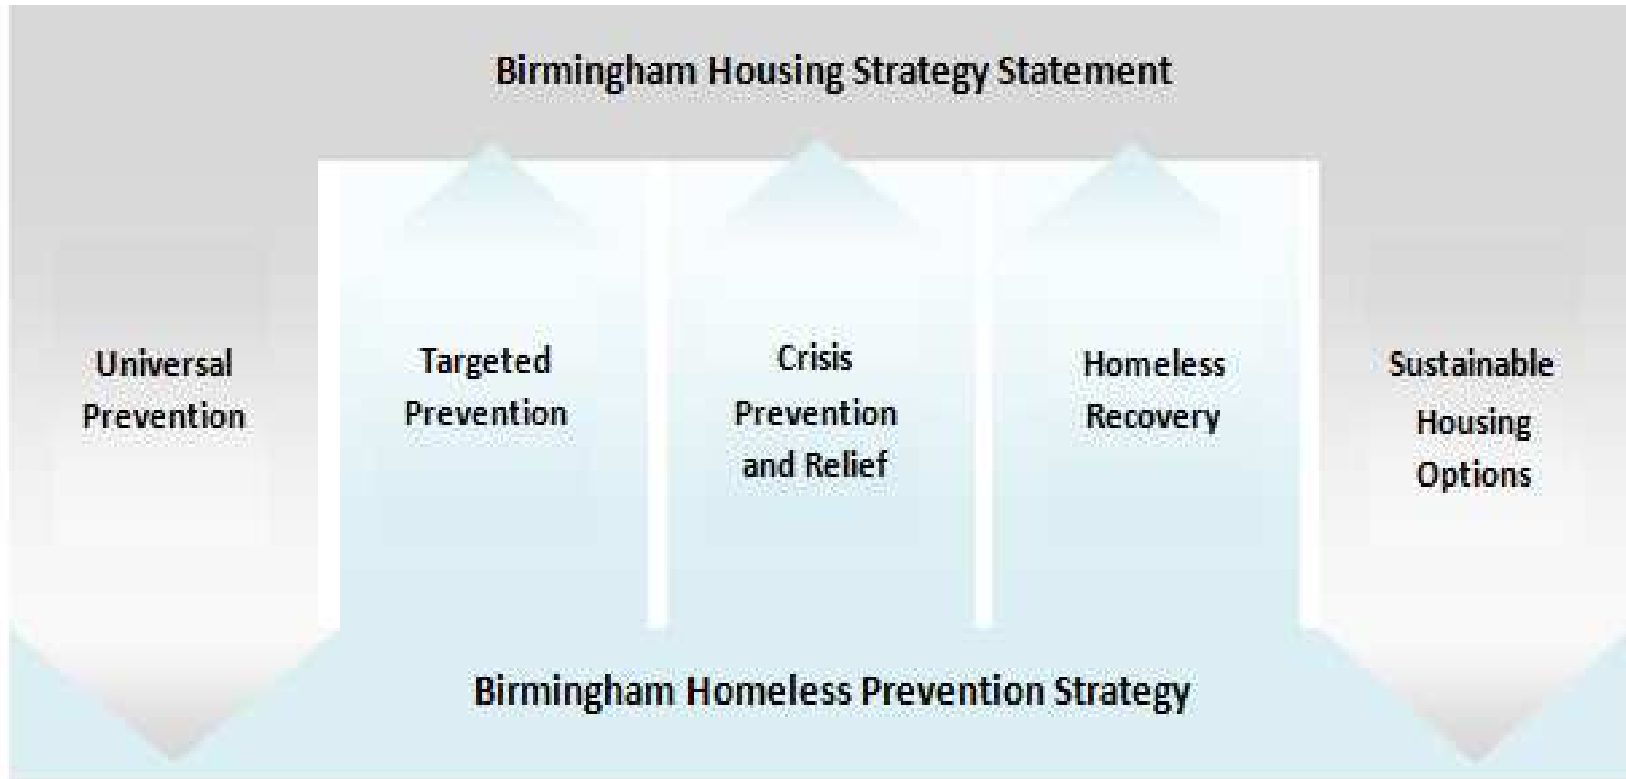 Birmingham Housing Strategy Statement
Universal
Prevention
Targeted
Prevention
Crisis
Prevention
and Relief
Homeless
Recovery
Sustainable
Housing
Options
Birmingham Homeless Prevention Strategy